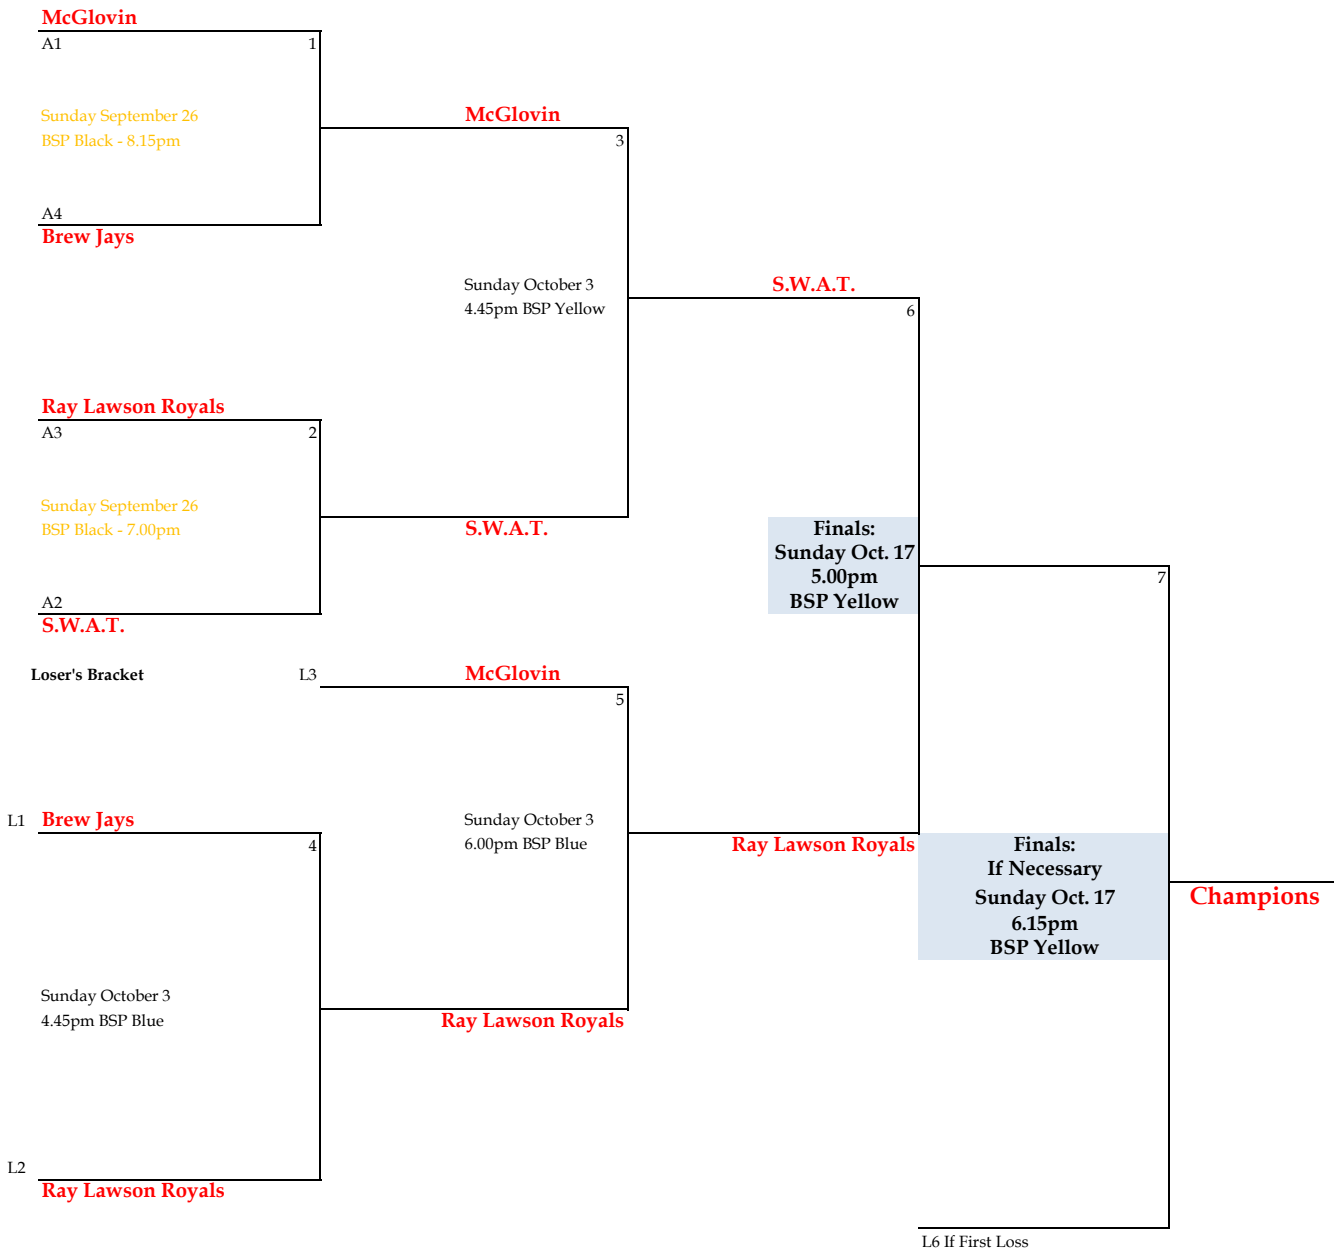 McGlovin
A1 1
Sunday September 26
BSP Black - 8.15pm
A4
Brew Jays
McGlovin
3
Sunday October 3
4.45pm BSP Yellow
S.W.A.T.
6
Ray Lawson Royals
A3 2
Sunday September 26
BSP Black - 7.00pm
A2
S.W.A.T.
S.W.A.T.
Finals:
Sunday Oct. 17
5.00pm
BSP Yellow
7
Loser's Bracket L3 McGlovin
5
L1 Brew Jays
4
Sunday October 3
6.00pm BSP Blue
Ray Lawson Royals
Finals:
If Necessary
Sunday Oct. 17
6.15pm
BSP Yellow
Champions
Sunday October 3
4.45pm BSP Blue
Ray Lawson Royals
L2
Ray Lawson Royals
L6 If First Loss